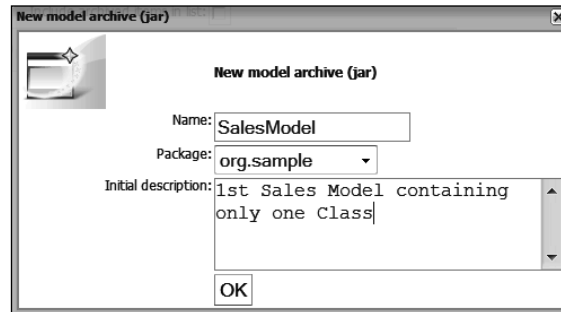 New model archive (jar)
New model archive (jar)
Name: SalesModel
Package: org.sample
Initial description: 1st Sales Model containing
only one Class
OK